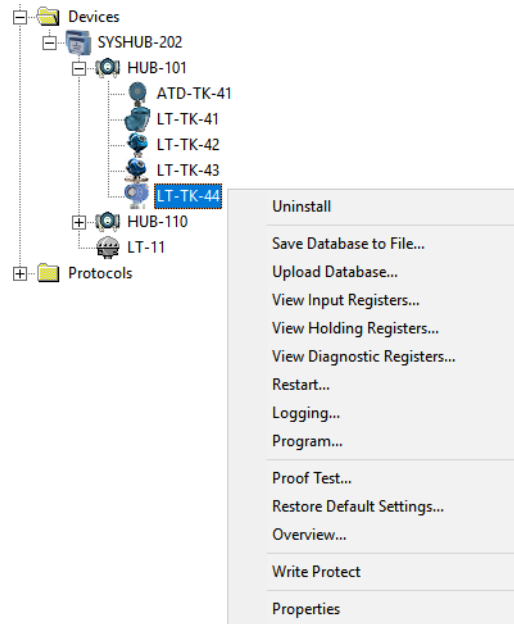 Devices
SYSHUB-202
HUB-101
ATD-TK-41
LT-TK-41
LT-TK-42
LT-TK-43
LT-TK-44
HUB-110
LT-11
Protocols
Uninstall
Save Database to File...
Upload Database...
View Input Registers...
View Holding Registers...
View Diagnostic Registers...
Restart...
Logging...
Program...
Proof Test...
Restore Default Settings...
Overview...
Write Protect
Properties